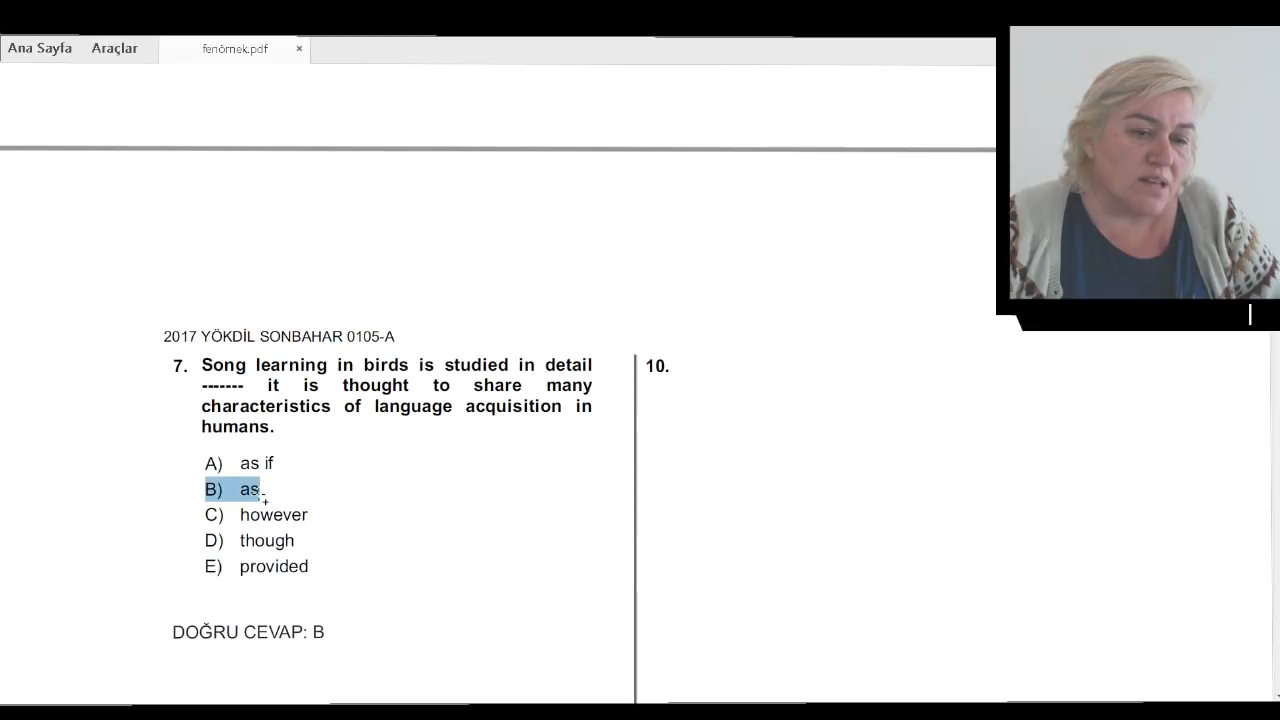 Ana Sayfa Araçlar fenörnek.pdf ×
2017 YÖKDİL SONBAHAR 0105-A
7. Song learning in birds is studied in detail
------- it is thought to share many
characteristics of language acquisition in
humans.
A) as if
B) as
C) however
D) though
E) provided
DOĞRU CEVAP: B
10.